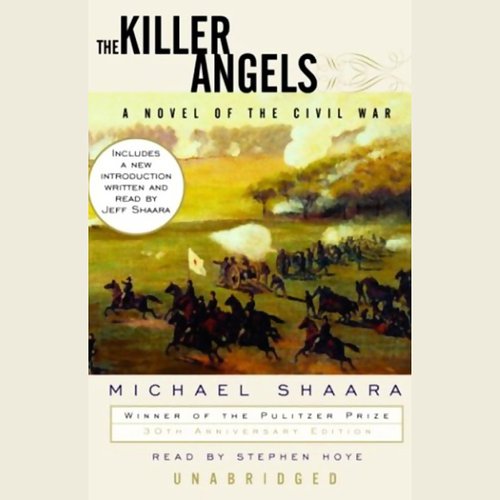 THE KILLER
ANGELS
A NOVEL OF THE CIVIL WAR
INCLUDES
A NEW
INTRODUCTION
WRITTEN AND
READ BY
JEFF SHAARA
MICHAEL SHAARA
WINNER OF THE PULITZER PRIZE
30TH ANNIVERSARY EDITION
READ BY STEPHEN HOYE
UNABRIDGED